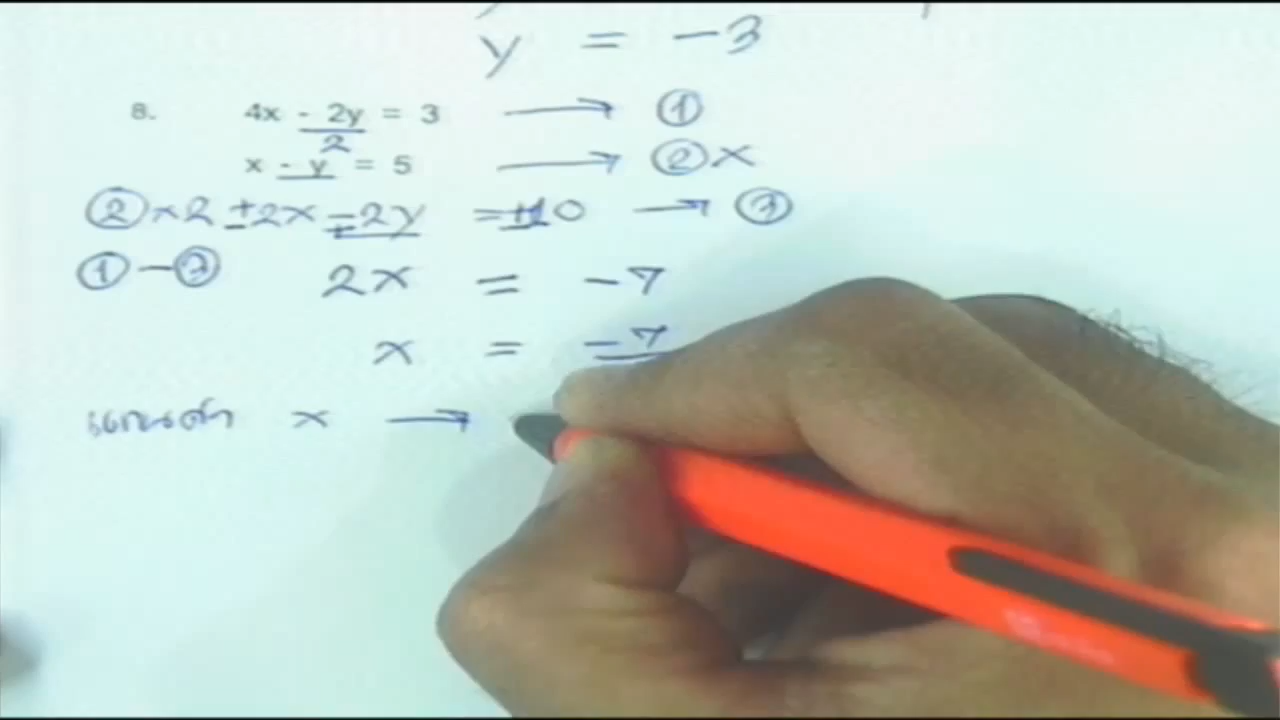 y = -3
8. 4x - 2y = 3 → ①
2
x - y = 5 → ② x
② x 2 ±2x ∓2y = ±10 → ③
① - ③ 2x = -7
x = -7
แทนค่า x →